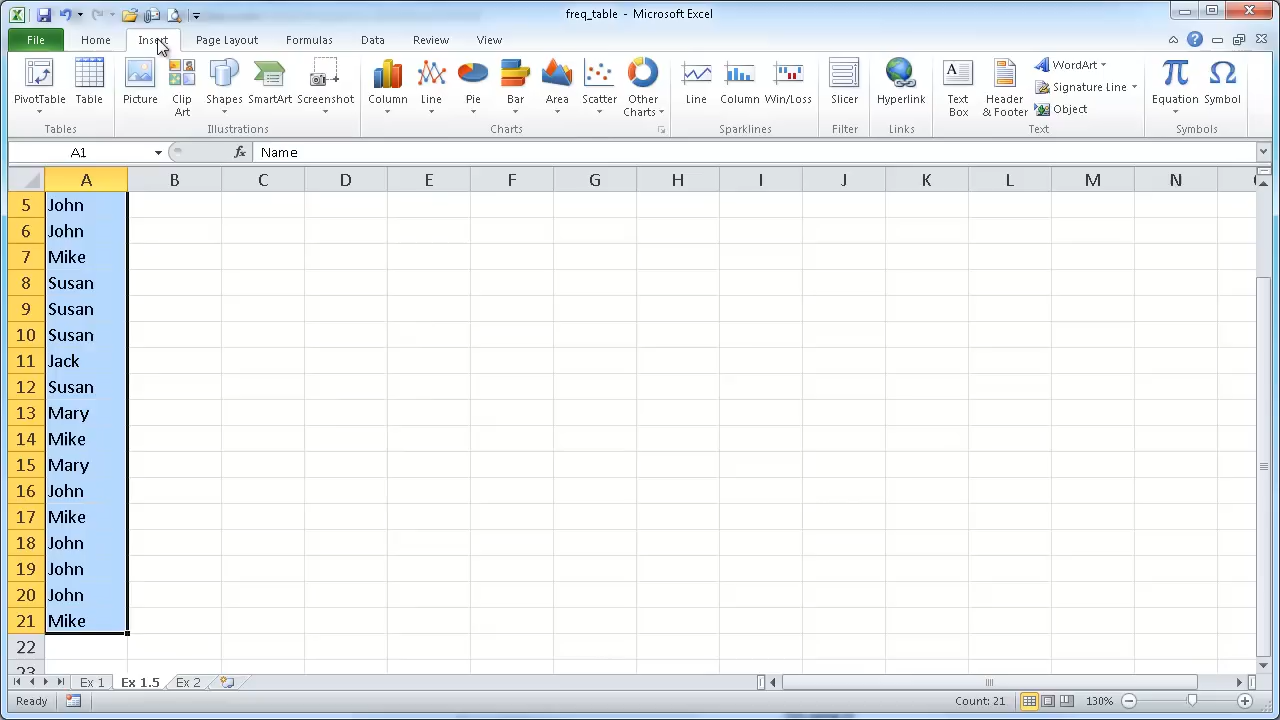 freq_table - Microsoft Excel
File Home Insert Page Layout Formulas Data Review View
PivotTable Table Picture Clip Art Shapes SmartArt Screenshot Column Line Pie Bar Area Scatter Other Charts Line Column Win/Loss Slicer Hyperlink Text Box Header & Footer WordArt Signature Line Object Equation Symbol
Tables Illustrations Charts Sparklines Filter Links Text Symbols
A1 fx Name
A B C D E F G H I J K L M N
5 John
6 John
7 Mike
8 Susan
9 Susan
10 Susan
11 Jack
12 Susan
13 Mary
14 Mike
15 Mary
16 John
17 Mike
18 John
19 John
20 John
21 Mike
22
23
Ex 1 Ex 1.5 Ex 2
Ready Count: 21 130%